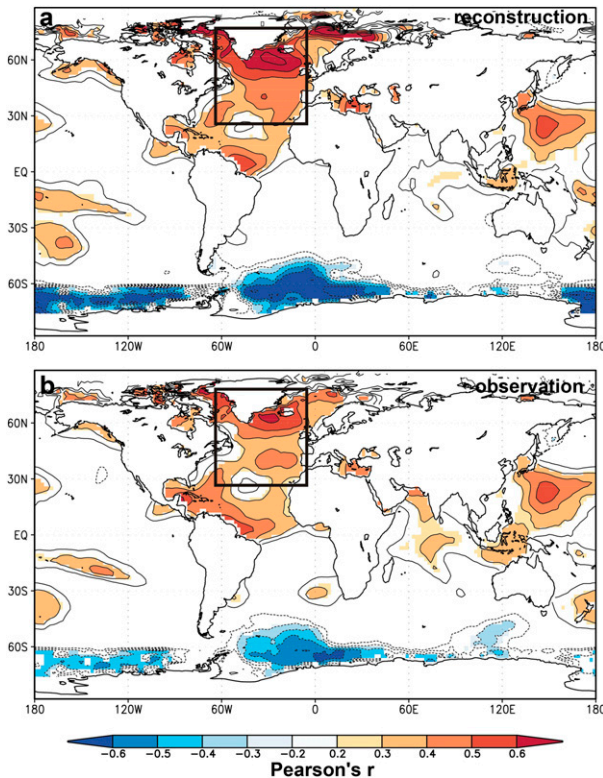 a reconstruction
60N
30N
EQ
30S
60S
180 120W 60W 0 60E 120E 180
b observation
60N
30N
EQ
30S
60S
180 120W 60W 0 60E 120E 180
-0.6 -0.5 -0.4 -0.3 -0.2 0.2 0.3 0.4 0.5 0.6
Pearson's r